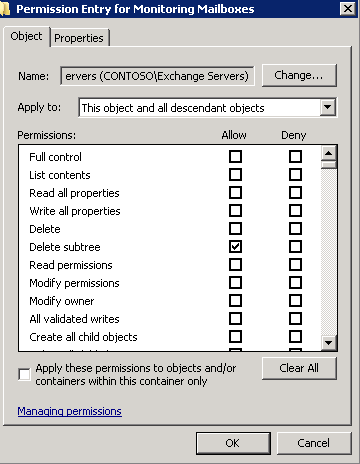 Permission Entry for Monitoring Mailboxes
Object Properties
Name: ervers (CONTOSO\Exchange Servers) Change...
Apply to: This object and all descendant objects
Permissions: Allow Deny
Full control
List contents
Read all properties
Write all properties
Delete
Delete subtree
Read permissions
Modify permissions
Modify owner
All validated writes
Create all child objects
Apply these permissions to objects and/or
containers within this container only
Clear All
Managing permissions
OK Cancel